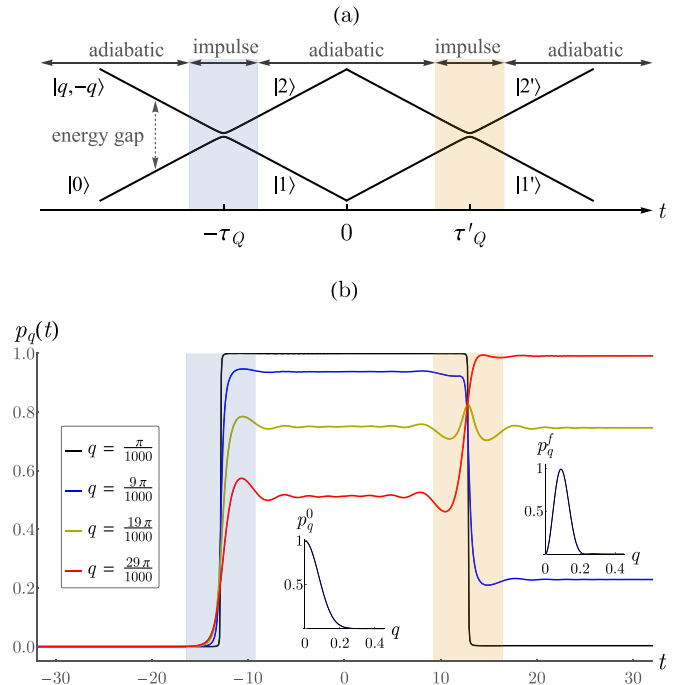 (a)
adiabatic impulse adiabatic impulse adiabatic
|q,−q⟩ |2⟩ |2'⟩
energy gap
|0⟩ |1⟩ |1'⟩
−τ_Q 0 τ'_Q t
(b)
p_q(t)
1.0
0.8
0.6
0.4
0.2
0.0
q = π/1000
q = 9π/1000
q = 19π/1000
q = 29π/1000
p_q^0
1
0.5
0 0.2 0.4 q
p_q^f
1
0.5
0 0.2 0.4 q
−30 −20 −10 0 10 20 30 t